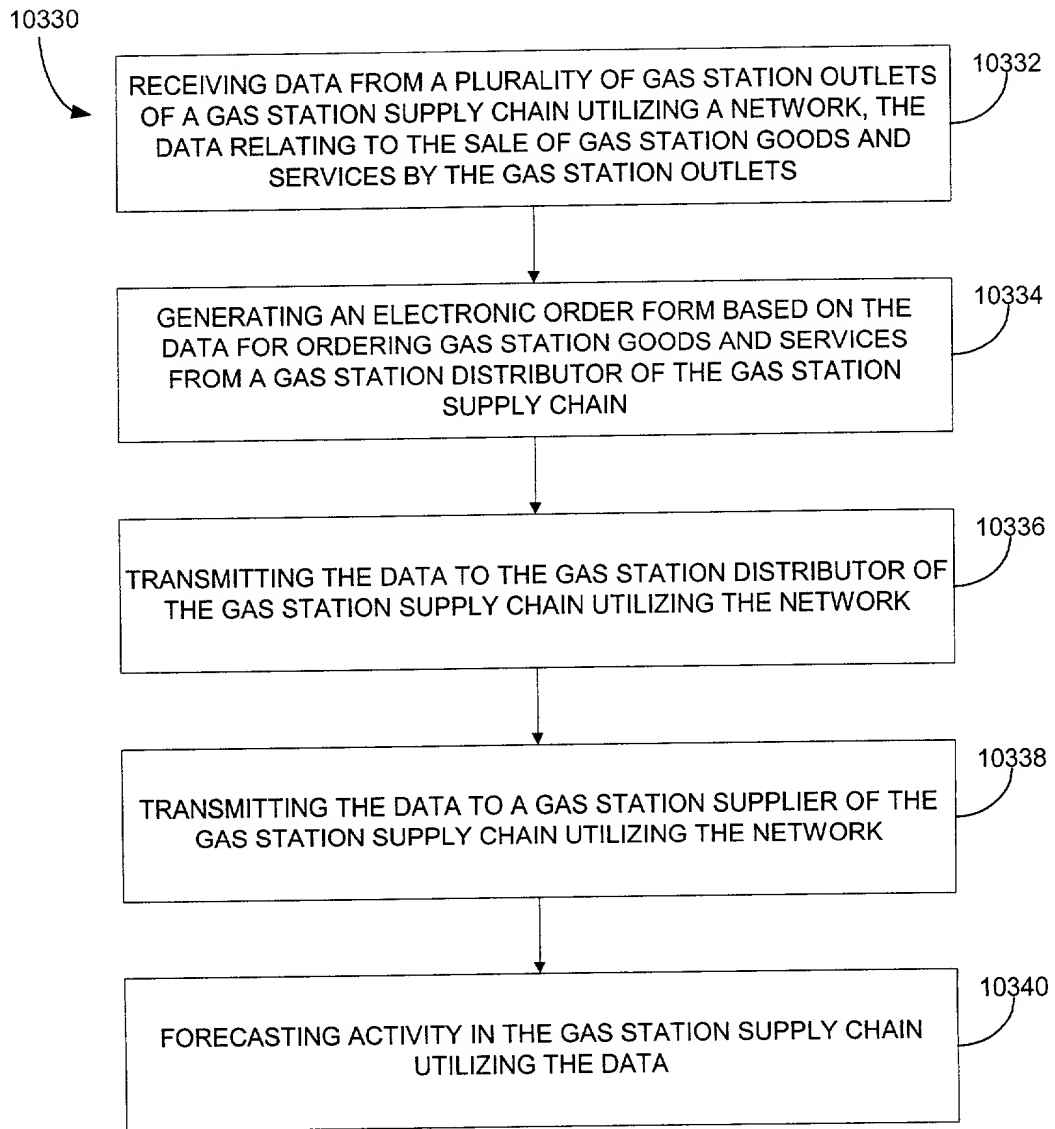 10330
RECEIVING DATA FROM A PLURALITY OF GAS STATION OUTLETS
OF A GAS STATION SUPPLY CHAIN UTILIZING A NETWORK, THE
DATA RELATING TO THE SALE OF GAS STATION GOODS AND
SERVICES BY THE GAS STATION OUTLETS
10332
GENERATING AN ELECTRONIC ORDER FORM BASED ON THE
DATA FOR ORDERING GAS STATION GOODS AND SERVICES
FROM A GAS STATION DISTRIBUTOR OF THE GAS STATION
SUPPLY CHAIN
10334
TRANSMITTING THE DATA TO THE GAS STATION DISTRIBUTOR OF
THE GAS STATION SUPPLY CHAIN UTILIZING THE NETWORK
10336
TRANSMITTING THE DATA TO A GAS STATION SUPPLIER OF THE
GAS STATION SUPPLY CHAIN UTILIZING THE NETWORK
10338
FORECASTING ACTIVITY IN THE GAS STATION SUPPLY CHAIN
UTILIZING THE DATA
10340